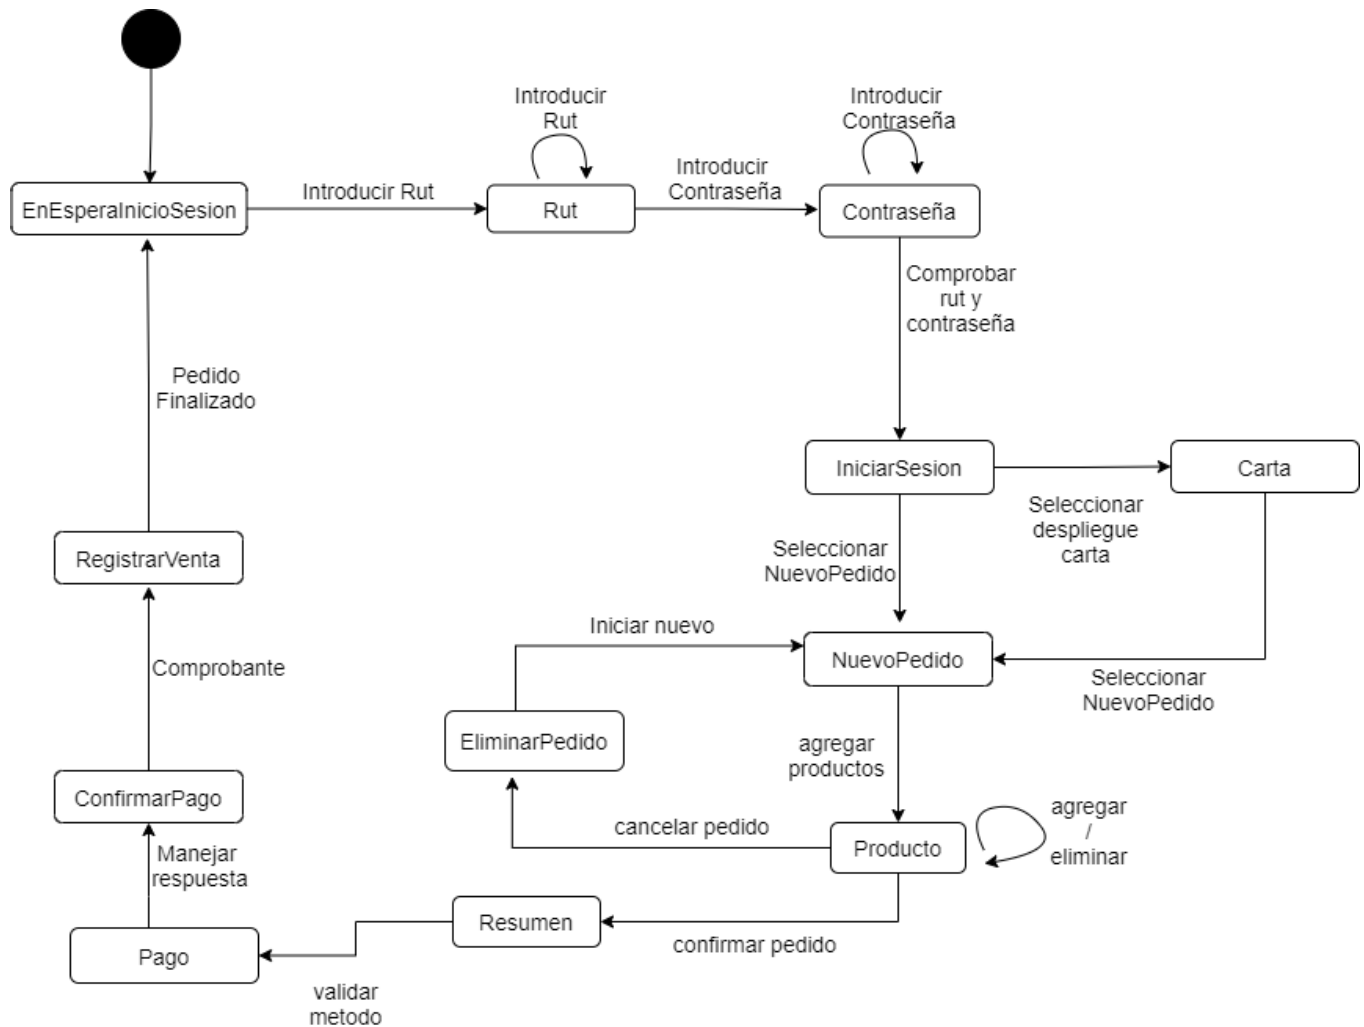 Introducir
Rut
Introducir
Contraseña
EnEsperaInicioSesion
Introducir Rut
Rut
Introducir
Contraseña
Contraseña
Comprobar
rut y
contraseña
Pedido
Finalizado
IniciarSesion
Carta
Seleccionar
despliegue
carta
RegistrarVenta
Seleccionar
NuevoPedido
Iniciar nuevo
NuevoPedido
Seleccionar
NuevoPedido
Comprobante
EliminarPedido
agregar
productos
ConfirmarPago
cancelar pedido
Producto
agregar
/
eliminar
Manejar
respuesta
Resumen
confirmar pedido
Pago
validar
metodo